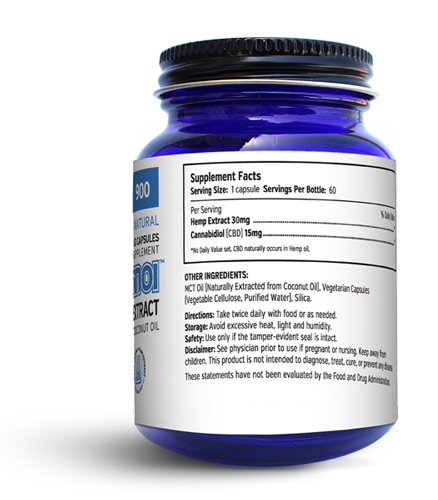 900
NATURAL
CAPSULES
STRACT
COCONUT OIL
Supplement Facts
Serving Size: 1 capsule Servings Per Bottle: 60
Per Serving % Daily
Hemp Extract 30mg
Cannabidiol (CBD) 15mg
*No Daily Value set. CBD naturally occurs in Hemp oil.
OTHER INGREDIENTS:
MCT Oil (Naturally Extracted from Coconut Oil), Vegetarian Capsules
(Vegetable Cellulose, Purified Water), Silica.
Directions: Take twice daily with food or as needed.
Storage: Avoid excessive heat, light and humidity.
Safety: Use only if the tamper-evident seal is intact.
Disclaimer: See physician prior to use if pregnant or nursing. Keep away from
children. This product is not intended to diagnose, treat, cure, or prevent any disease.
These statements have not been evaluated by the Food and Drug Administration.